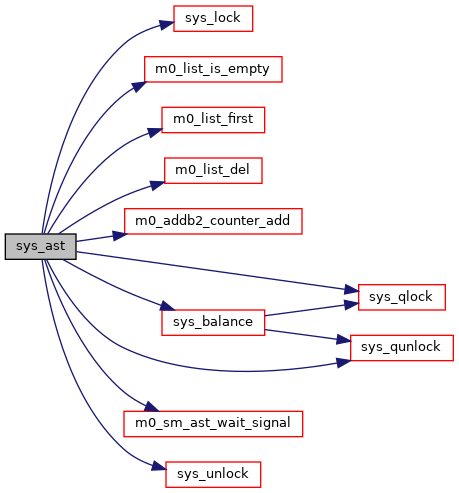 sys_lock
m0_list_is_empty
m0_list_first
m0_list_del
m0_addb2_counter_add
sys_ast
sys_qlock
sys_balance
sys_qunlock
m0_sm_ast_wait_signal
sys_unlock